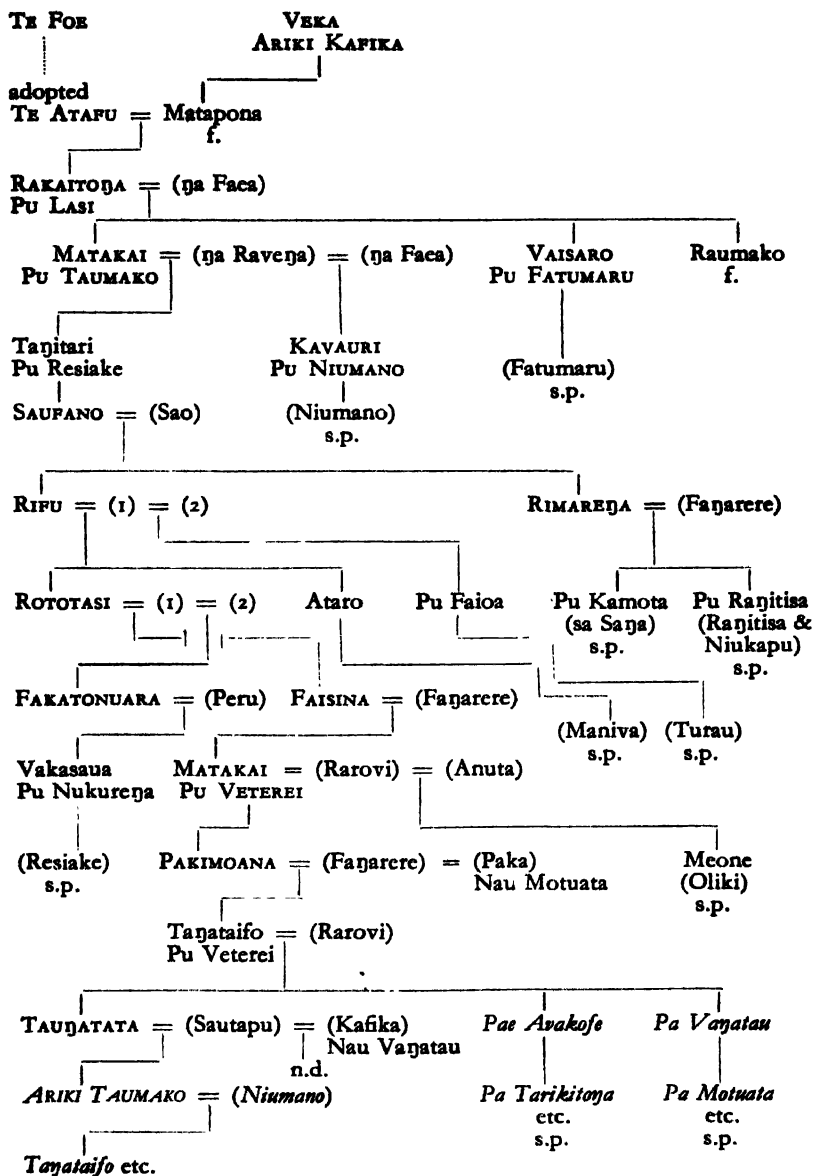 TE FOE VEKA
ARIKI KAFIKA
adopted
TE ATAFU = Matapona
f.
RAKAITOŊA = (ŋa Faea)
PU LASI
MATAKAI = (ŋa Raveŋa) = (ŋa Faea) VAISARO Raumako
PU TAUMAKO PU FATUMARU f.
Taŋitari KAVAURI
Pu Resiake PU NIUMANO (Fatumaru)
s.p.
SAUFANO = (Sao) (Niumano)
s.p.
RIFU = (1) = (2) RIMAREŊA = (Faŋarere)
ROTOTASI = (1) = (2) Ataro Pu Faioa Pu Kamota Pu Raŋitisa
(sa Saŋa) (Raŋitisa &
s.p. Niukapu)
s.p.
FAKATONUARA = (Peru) FAISINA = (Faŋarere)
(Maniva) (Turau)
s.p. s.p.
Vakasaua MATAKAI = (Rarovi) = (Anuta)
Pu Nukureŋa PU VETEREI
(Resiake) PAKIMOANA = (Faŋarere) = (Paka) Meone
s.p. Nau Motuata (Oliki)
s.p.
Taŋataifo = (Rarovi)
Pu Veterei
TAUŊATATA = (Sautapu) = (Kafika) Pae Avakofe Pa Vaŋatau
Nau Vaŋatau
n.d.
ARIKI TAUMAKO = (Niumano) Pa Tarikitoŋa Pa Motuata
etc. etc.
s.p. s.p.
Taŋataifo etc.